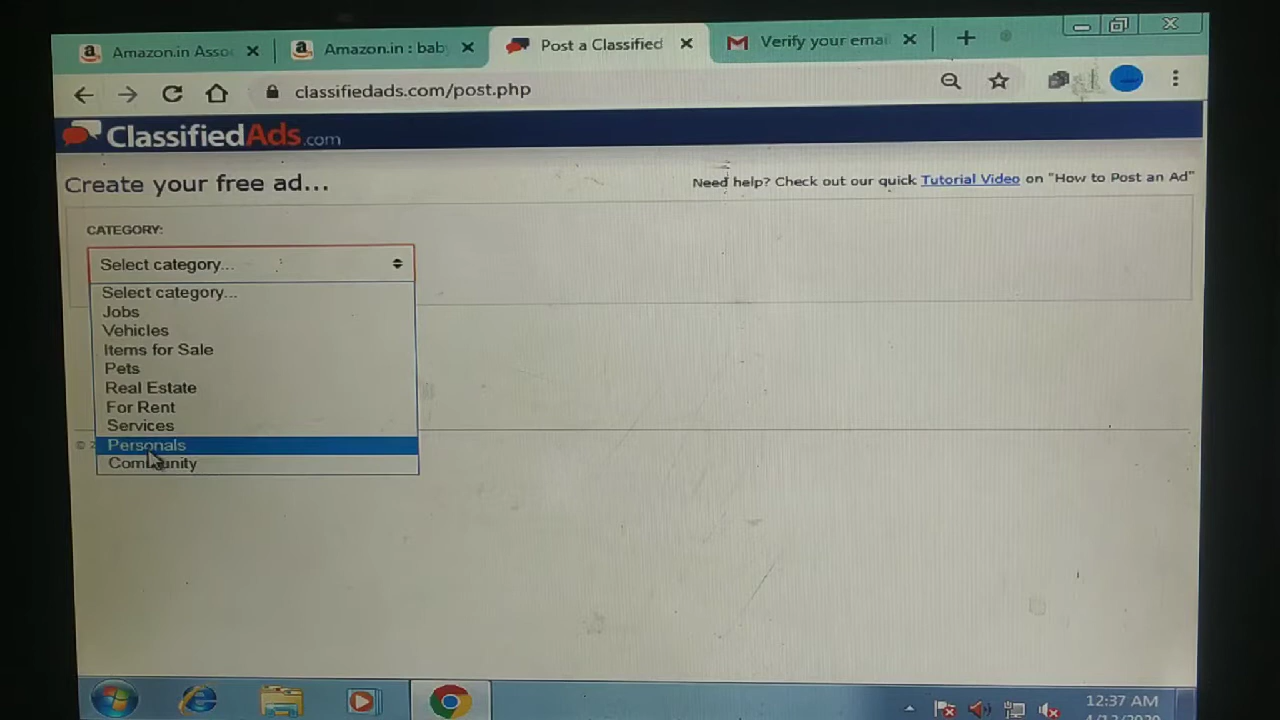 Amazon.in Asso
Amazon.in : bab
Post a Classified
Verify your emai
classifiedads.com/post.php
ClassifiedAds.com
Create your free ad...
Need help? Check out our quick Tutorial Video on "How to Post an Ad"
CATEGORY:
Select category...
Select category...
Jobs
Vehicles
Items for Sale
Pets
Real Estate
For Rent
Services
© 2
Personals
Community
12:37 AM